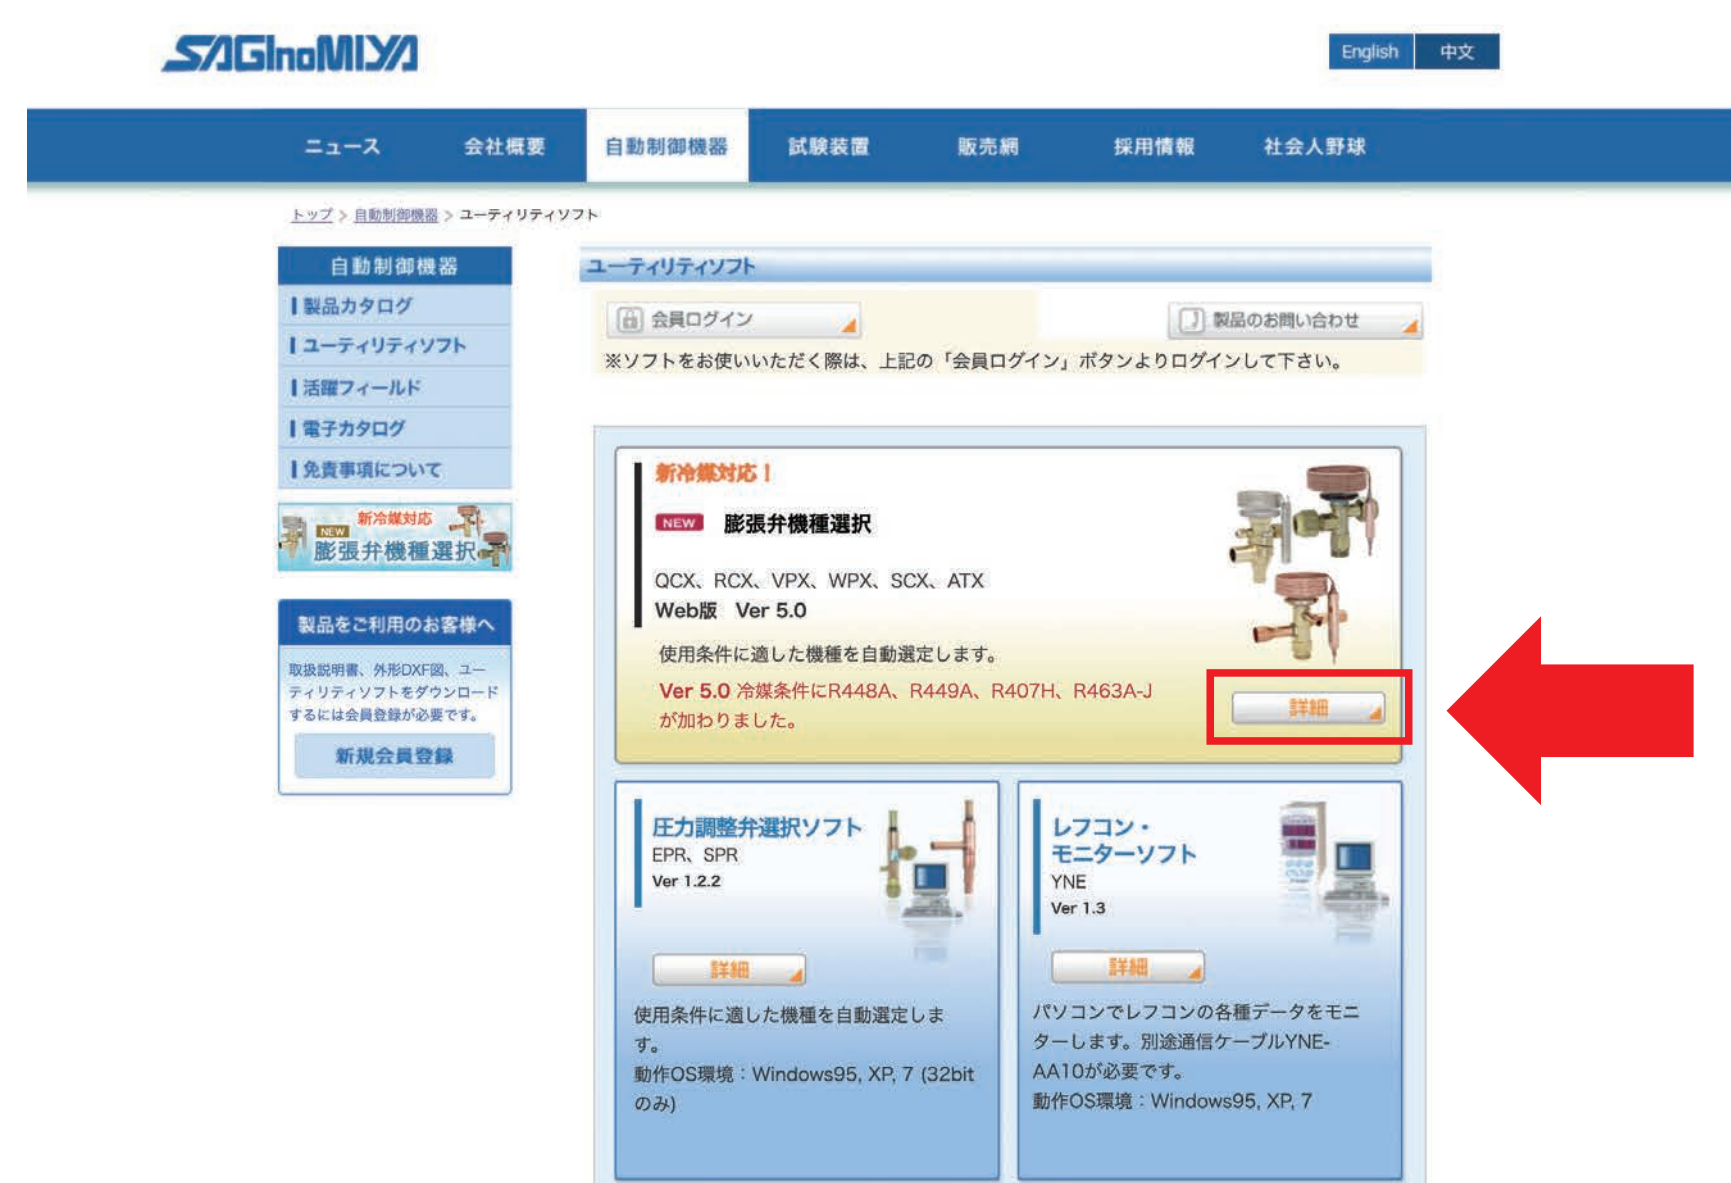 SAGInoMIYA
English 中文
ニュース 会社概要 自動制御機器 試験装置 販売網 採用情報 社会人野球
トップ > 自動制御機器 > ユーティリティソフト
自動制御機器
製品カタログ
ユーティリティソフト
活躍フィールド
電子カタログ
免責事項について
新冷媒対応
NEW
膨張弁機種選択
製品をご利用のお客様へ
取扱説明書、外形DXF図、ユー
ティリティソフトをダウンロード
するには会員登録が必要です。
新規会員登録
ユーティリティソフト
会員ログイン
製品のお問い合わせ
※ソフトをお使いいただく際は、上記の「会員ログイン」ボタンよりログインして下さい。
新冷媒対応！
NEW 膨張弁機種選択
QCX、RCX、VPX、WPX、SCX、ATX
Web版 Ver 5.0
使用条件に適した機種を自動選定します。
Ver 5.0 冷媒条件にR448A、R449A、R407H、R463A-J
が加わりました。
詳細
圧力調整弁選択ソフト
EPR、SPR
Ver 1.2.2
詳細
使用条件に適した機種を自動選定しま
す。
動作OS環境：Windows95, XP, 7 (32bit
のみ)
レフコン・
モニターソフト
YNE
Ver 1.3
詳細
パソコンでレフコンの各種データをモニ
ターします。別途通信ケーブルYNE-
AA10が必要です。
動作OS環境：Windows95, XP, 7